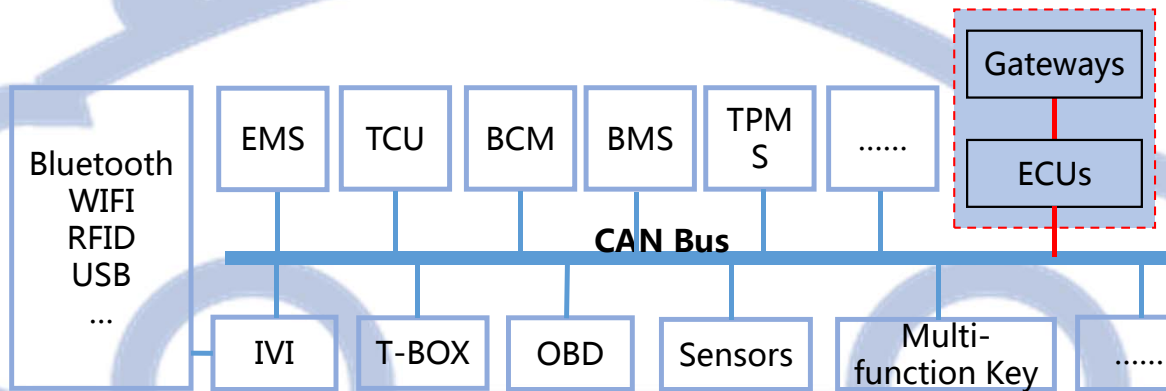 Gateways
ECUs
EMS
TCU
BCM
BMS
TPM
S
......
Bluetooth
WIFI
RFID
USB
...
CAN Bus
IVI
T-BOX
OBD
Sensors
Multi-
function Key
......